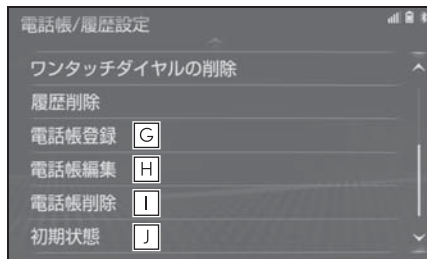 電話帳/履歴設定
ワンタッチダイヤルの削除
履歴削除
電話帳登録 G
電話帳編集 H
電話帳削除 I
初期状態 J